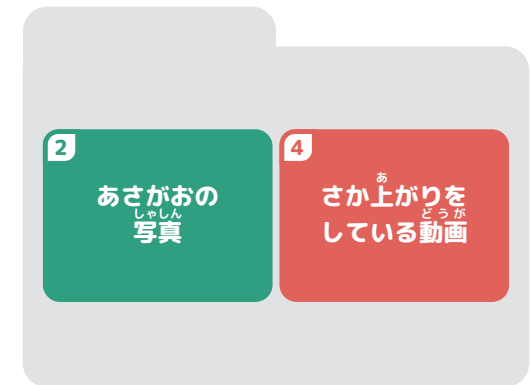 2
あさがおの
しゃしん
写真
4
あ
さか上がりを
どうが
している動画